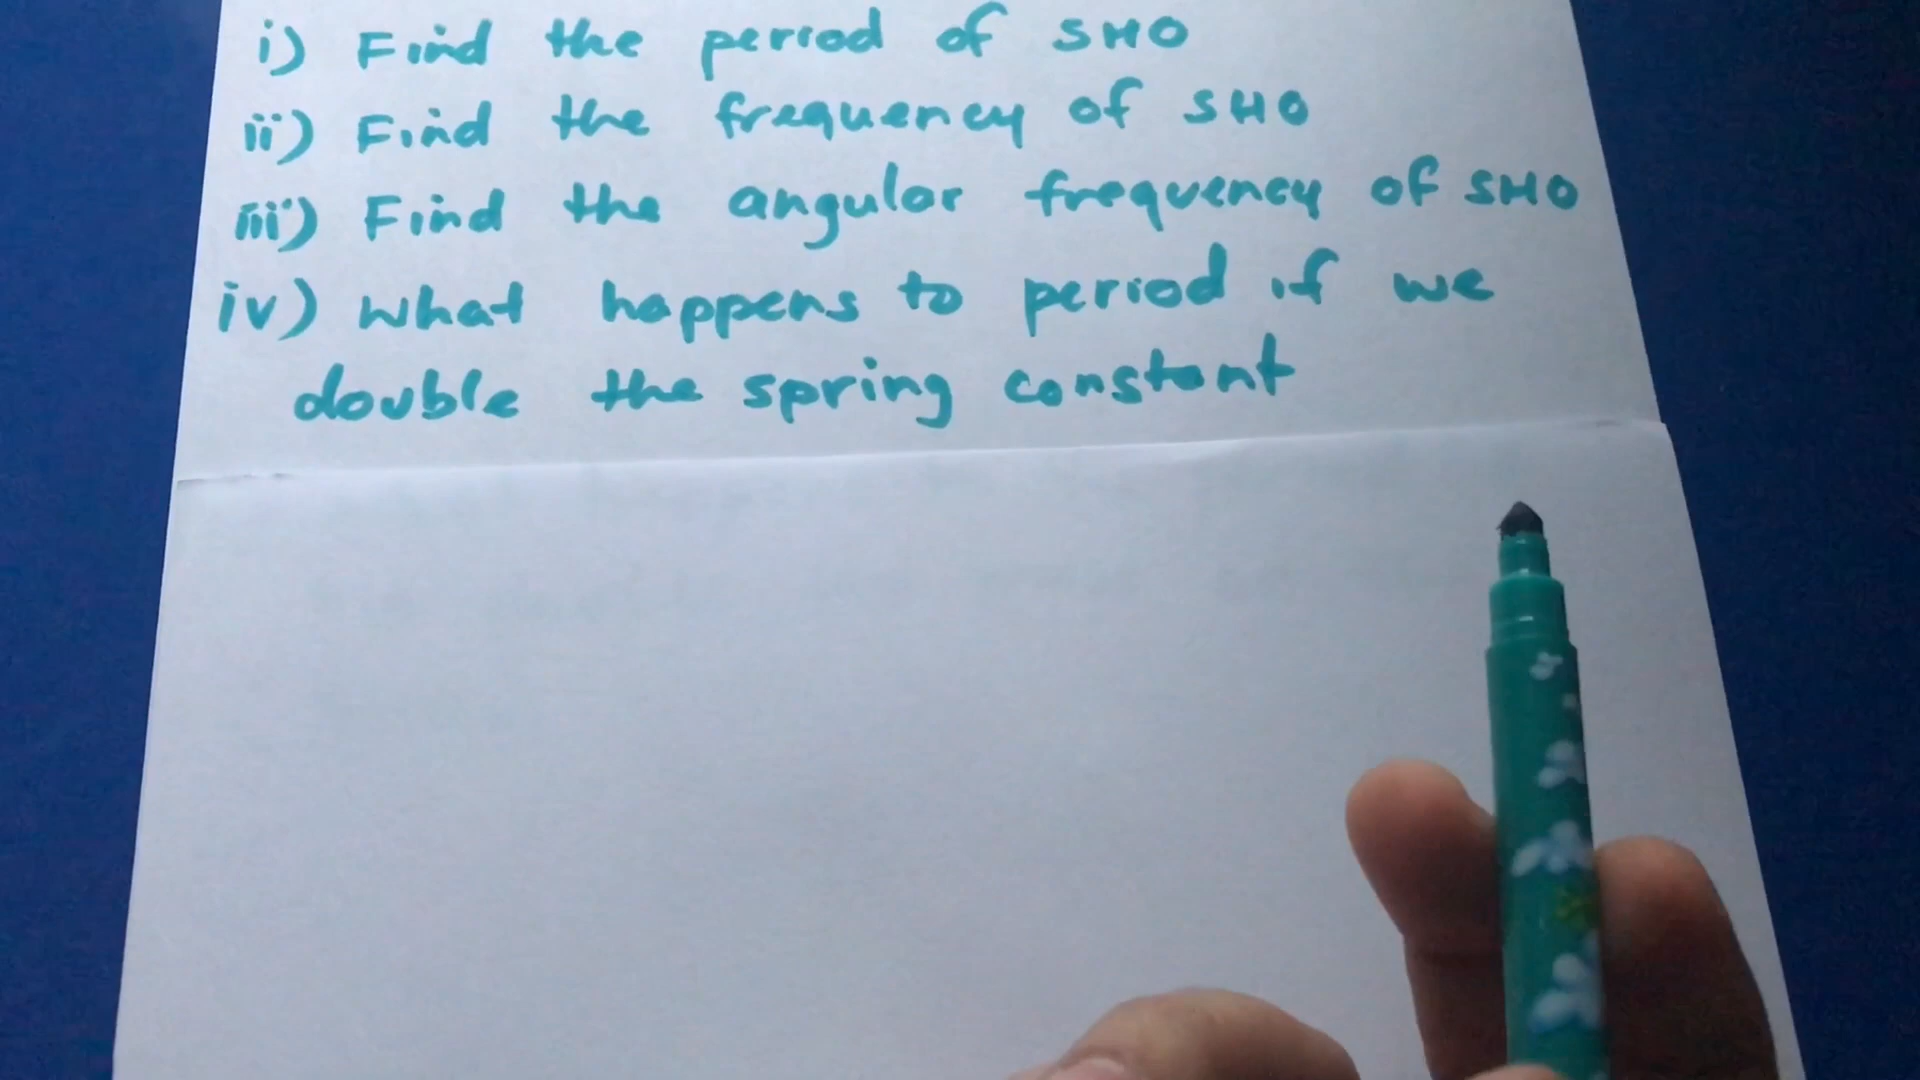 i) Find the period of SHO
ii) Find the frequency of SHO
iii) Find the angular frequency of SHO
iv) What happens to period if we
double the spring constant